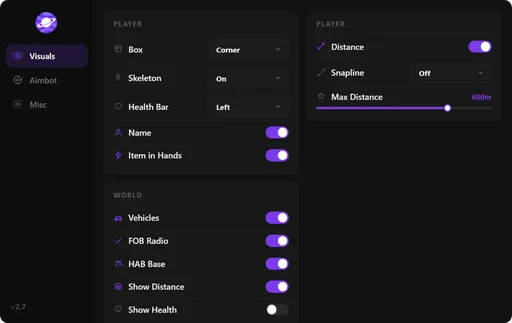 Visuals
Aimbot
Misc
v2.7
PLAYER
Box
Corner
Skeleton
On
Health Bar
Left
Name
Item in Hands
WORLD
Vehicles
FOB Radio
HAB Base
Show Distance
Show Health
PLAYER
Distance
Snapline
Off
Max Distance
600m